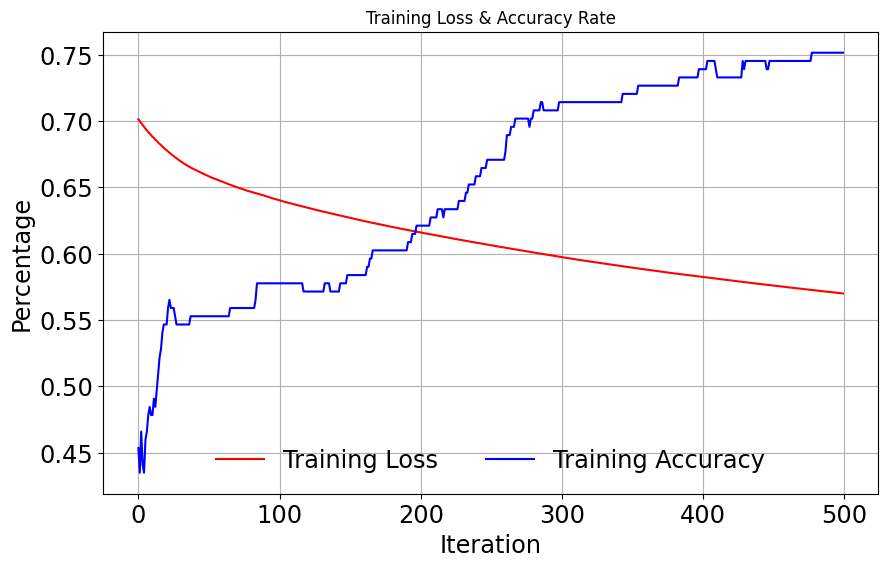 Training Loss & Accuracy Rate
0.75
0.70
0.65
0.60
0.55
0.50
0.45
Percentage
Training Loss
Training Accuracy
0 100 200 300 400 500
Iteration